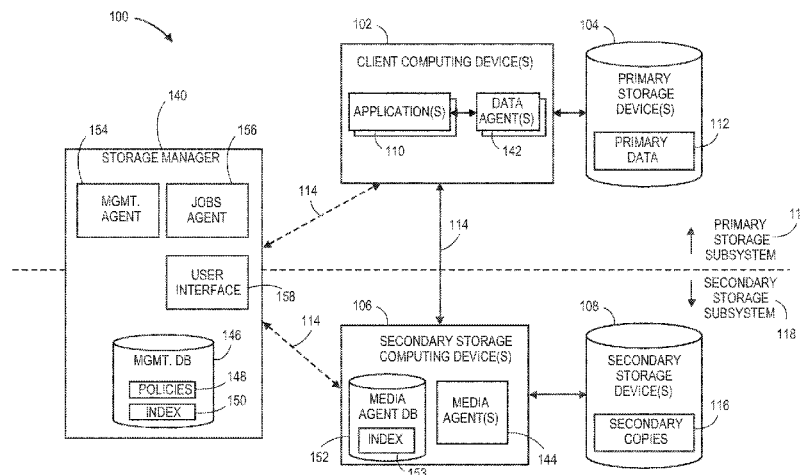 100
102
CLIENT COMPUTING DEVICE(S)
APPLICATION(S)
110
DATA
AGENT(S)
142
104
PRIMARY
STORAGE
DEVICE(S)
PRIMARY
DATA
112
140
154
156
STORAGE MANAGER
MGMT.
AGENT
JOBS
AGENT
USER
INTERFACE
158
146
MGMT. DB
POLICIES
148
INDEX
150
114
114
114
PRIMARY
STORAGE
SUBSYSTEM
11
SECONDARY
STORAGE
SUBSYSTEM
118
106
SECONDARY STORAGE
COMPUTING DEVICE(S)
MEDIA
AGENT DB
INDEX
152
153
MEDIA
AGENT(S)
144
108
SECONDARY
STORAGE
DEVICE(S)
SECONDARY
COPIES
116